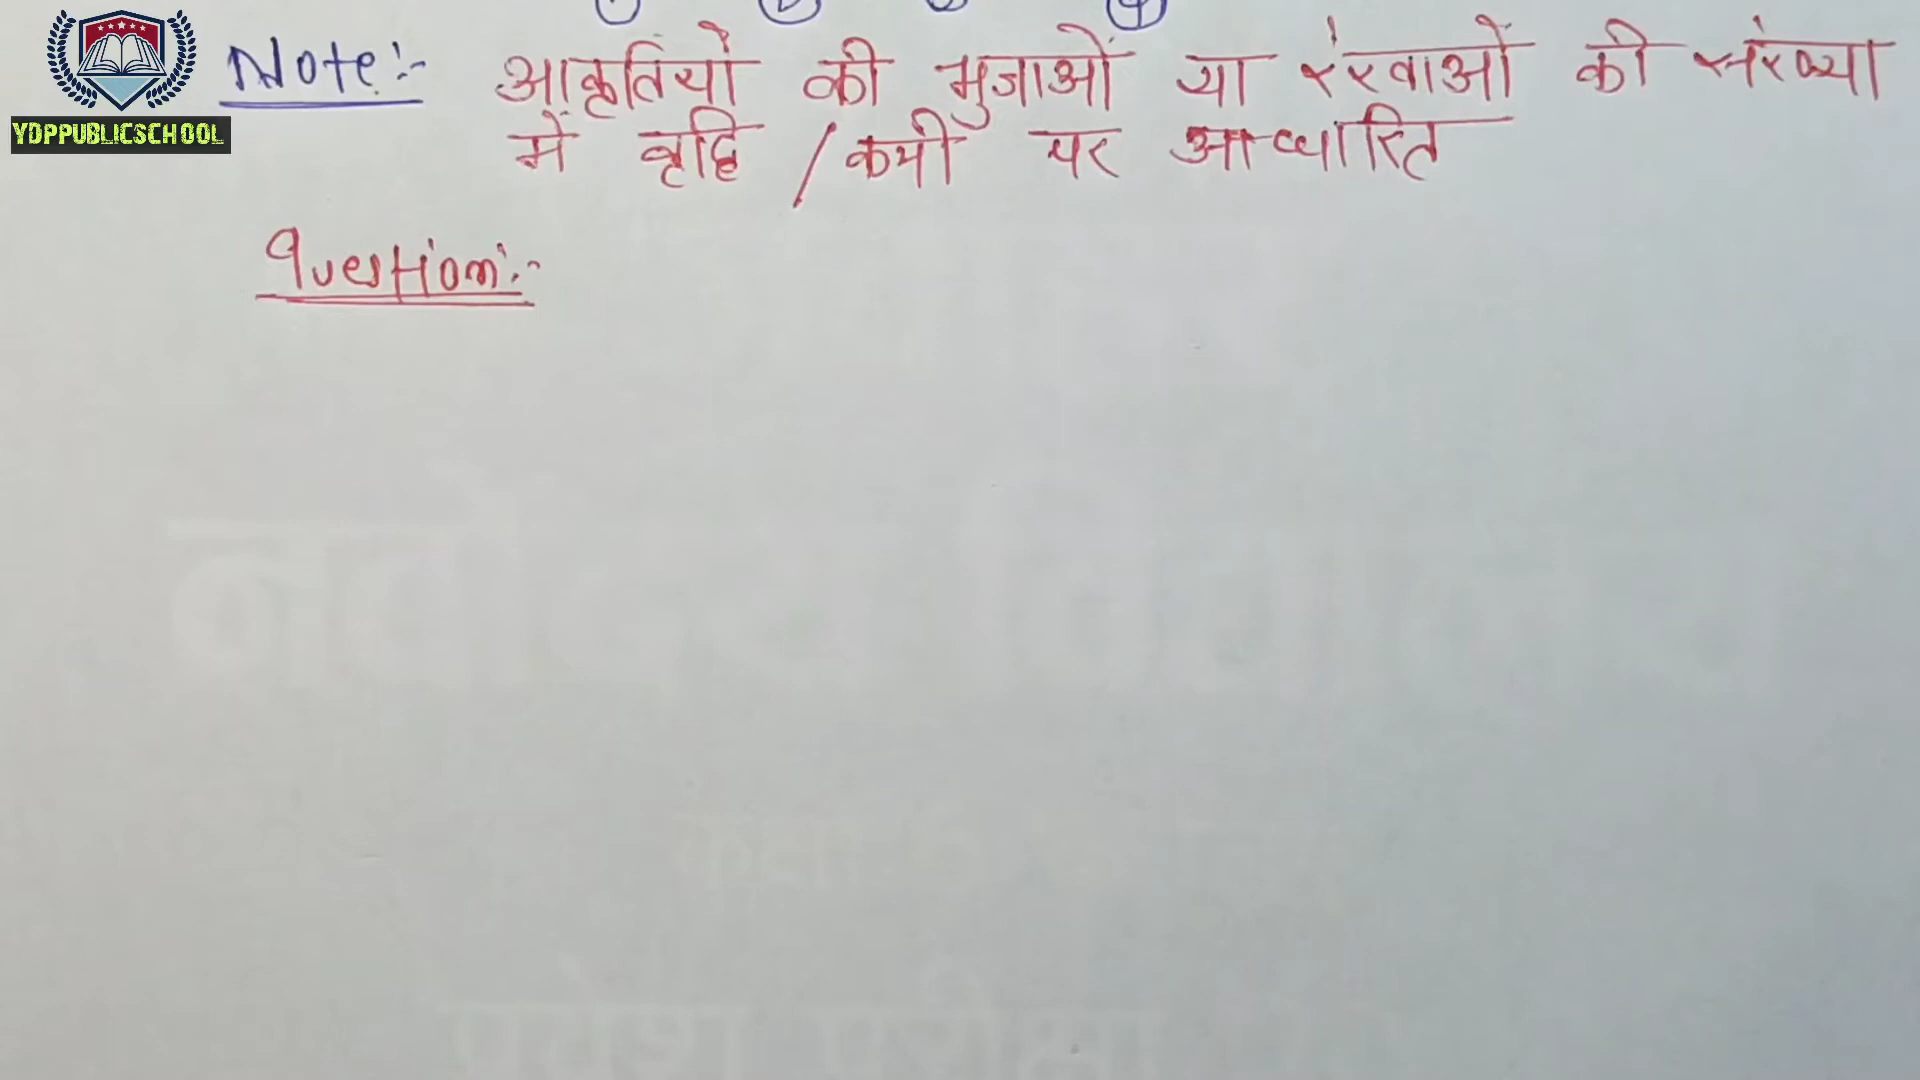 Note:- आकृतियों की भुजाओं या रेखाओं की संख्या
में वृद्धि / कमी पर आधारित
YDPPUBLICSCHOOL
Question:-